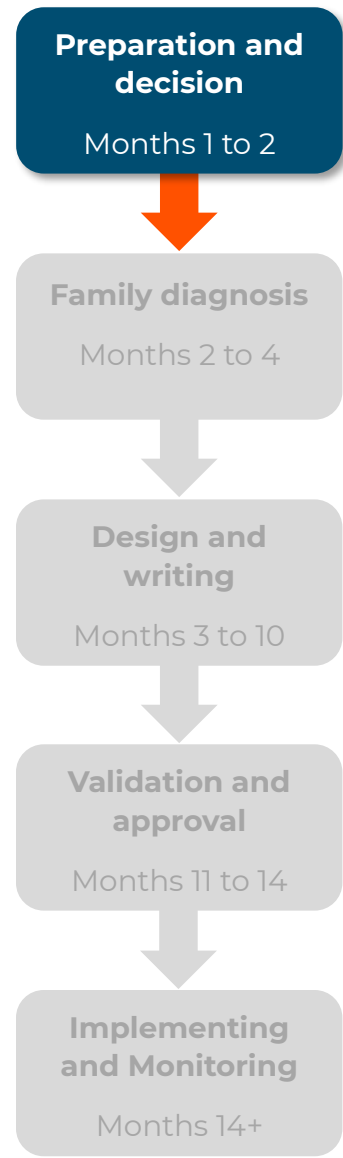 Preparation and
decision
Months 1 to 2
Family diagnosis
Months 2 to 4
Design and
writing
Months 3 to 10
Validation and
approval
Months 11 to 14
Implementing
and Monitoring
Months 14+